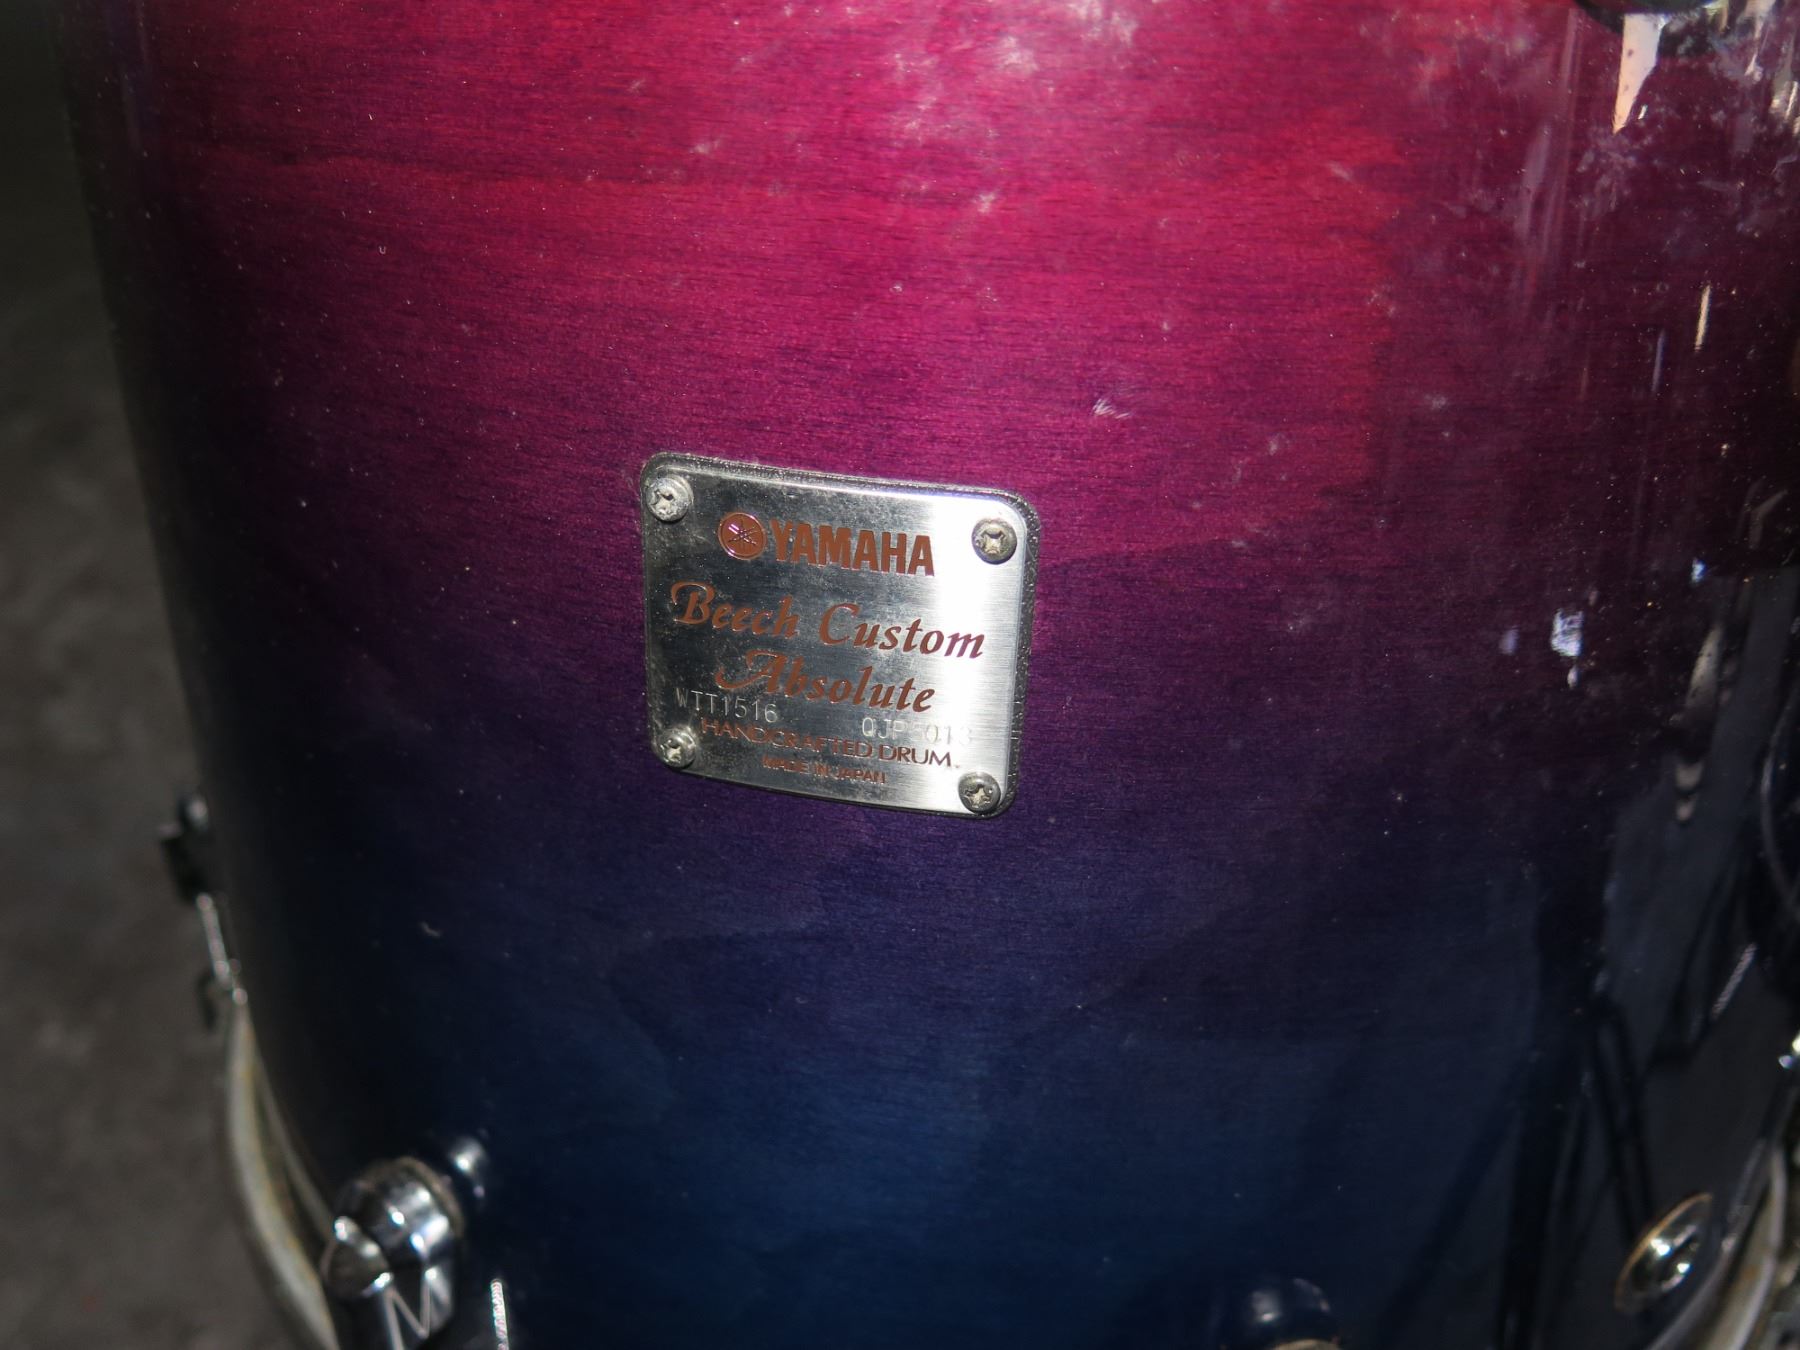 YAMAHA
Beech Custom
Absolute
WTT1516
HANDCRAFTED DRUM.
MADE IN JAPAN